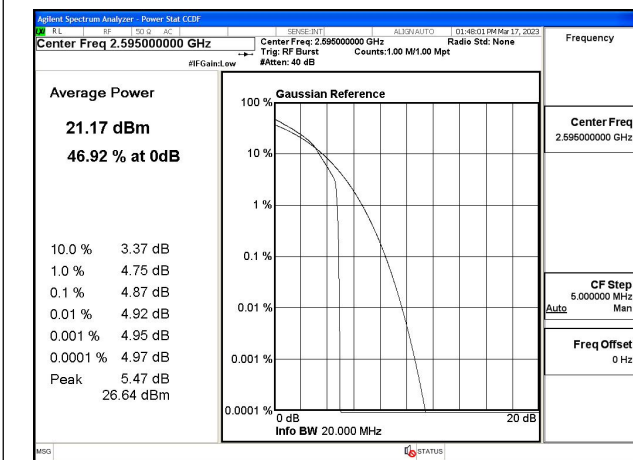 Agilent Spectrum Analyzer - Power Stat CCDF
LXI RL RF 50 Ω AC SENSE:INT ALIGN AUTO 01:48:01 PM Mar 17, 2023
Center Freq 2.595000000 GHz
Center Freq: 2.595000000 GHz Radio Std: None
Trig: RF Burst Counts:1.00 M/1.00 Mpt
#IFGain:Low #Atten: 40 dB
Frequency
Average Power
21.17 dBm
46.92 % at 0dB
10.0 % 3.37 dB
1.0 % 4.75 dB
0.1 % 4.87 dB
0.01 % 4.92 dB
0.001 % 4.95 dB
0.0001 % 4.97 dB
Peak 5.47 dB
26.64 dBm
Gaussian Reference
100 %
10 %
1 %
0.1 %
0.01 %
0.001 %
0.0001 %
0 dB 20 dB
Info BW 20.000 MHz
Center Freq
2.595000000 GHz
CF Step
5.000000 MHz
Auto Man
Freq Offset
0 Hz
MSG STATUS